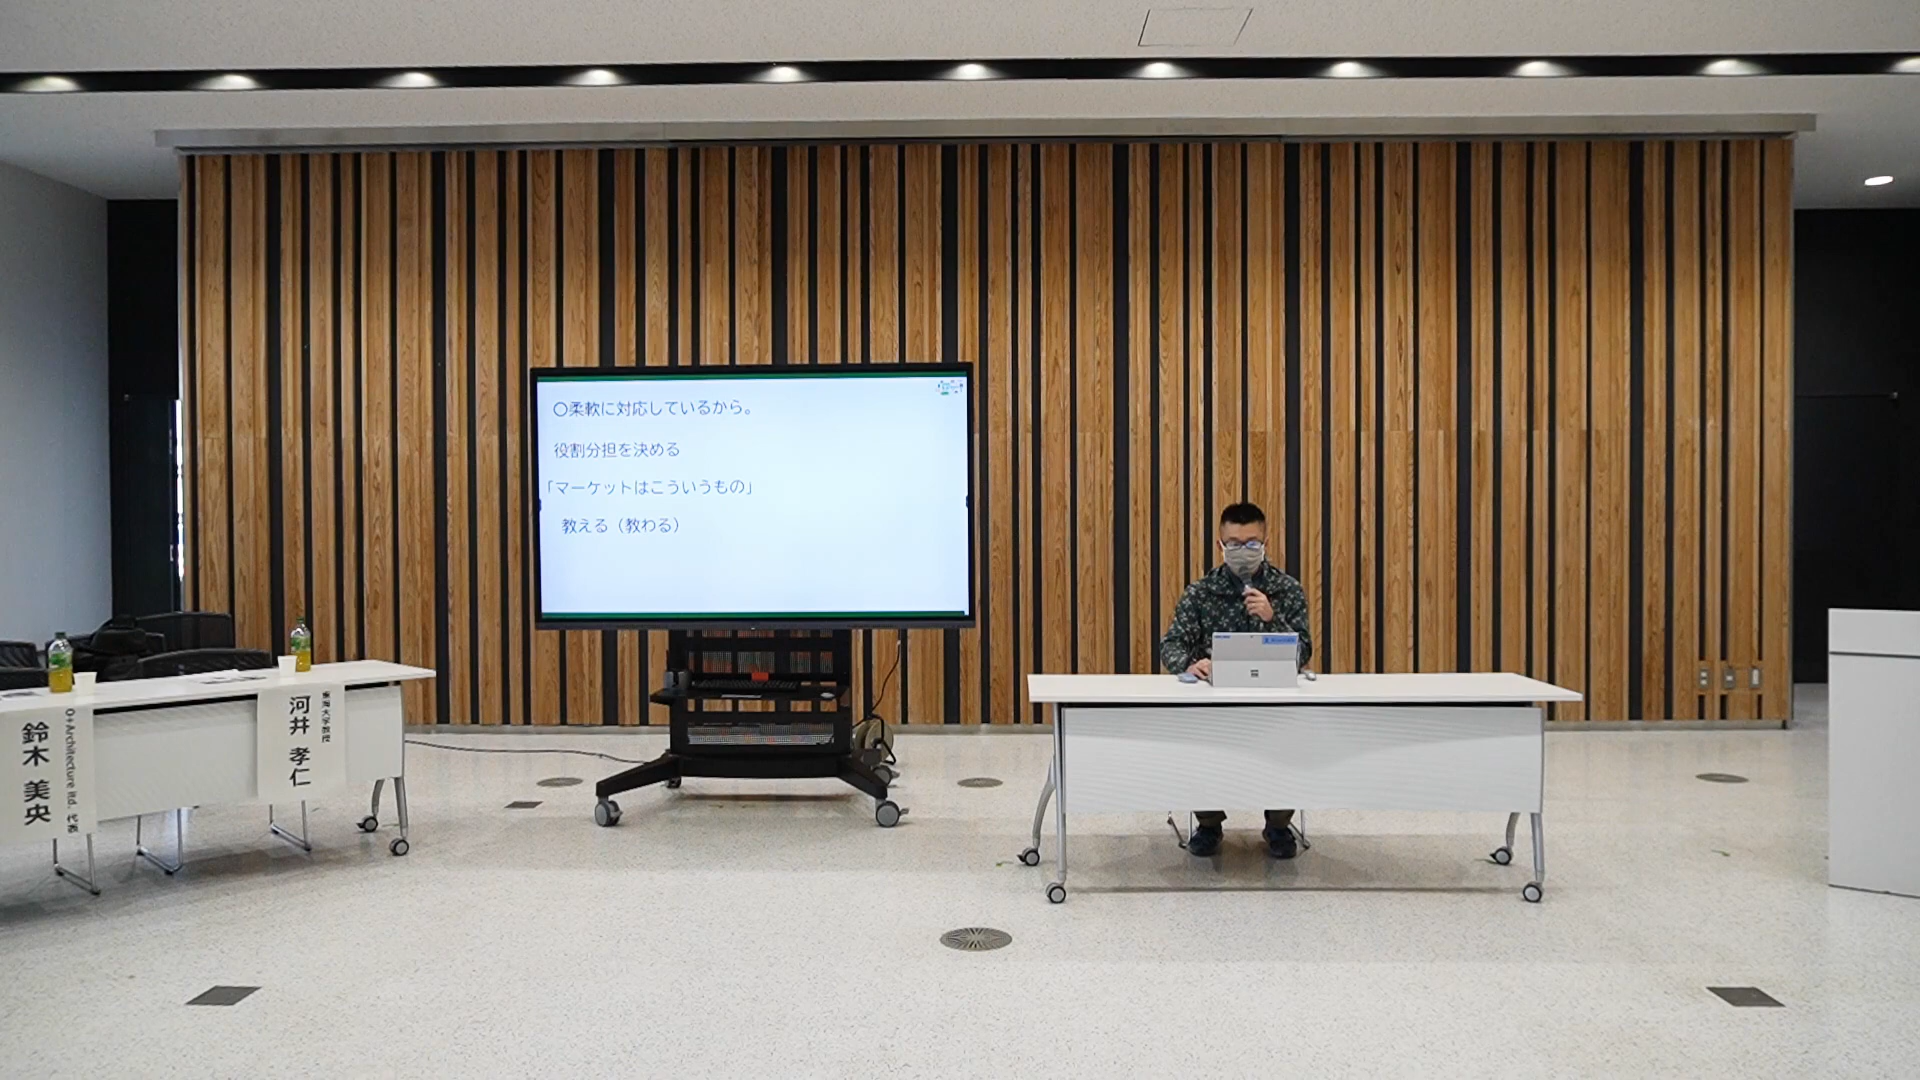 〇柔軟に対応しているから。
役割分担を決める
「マーケットはこういうもの」
教える（教わる）
東海大学教授
河井 孝仁
O+Architecture ltd. 代表
鈴木 美央